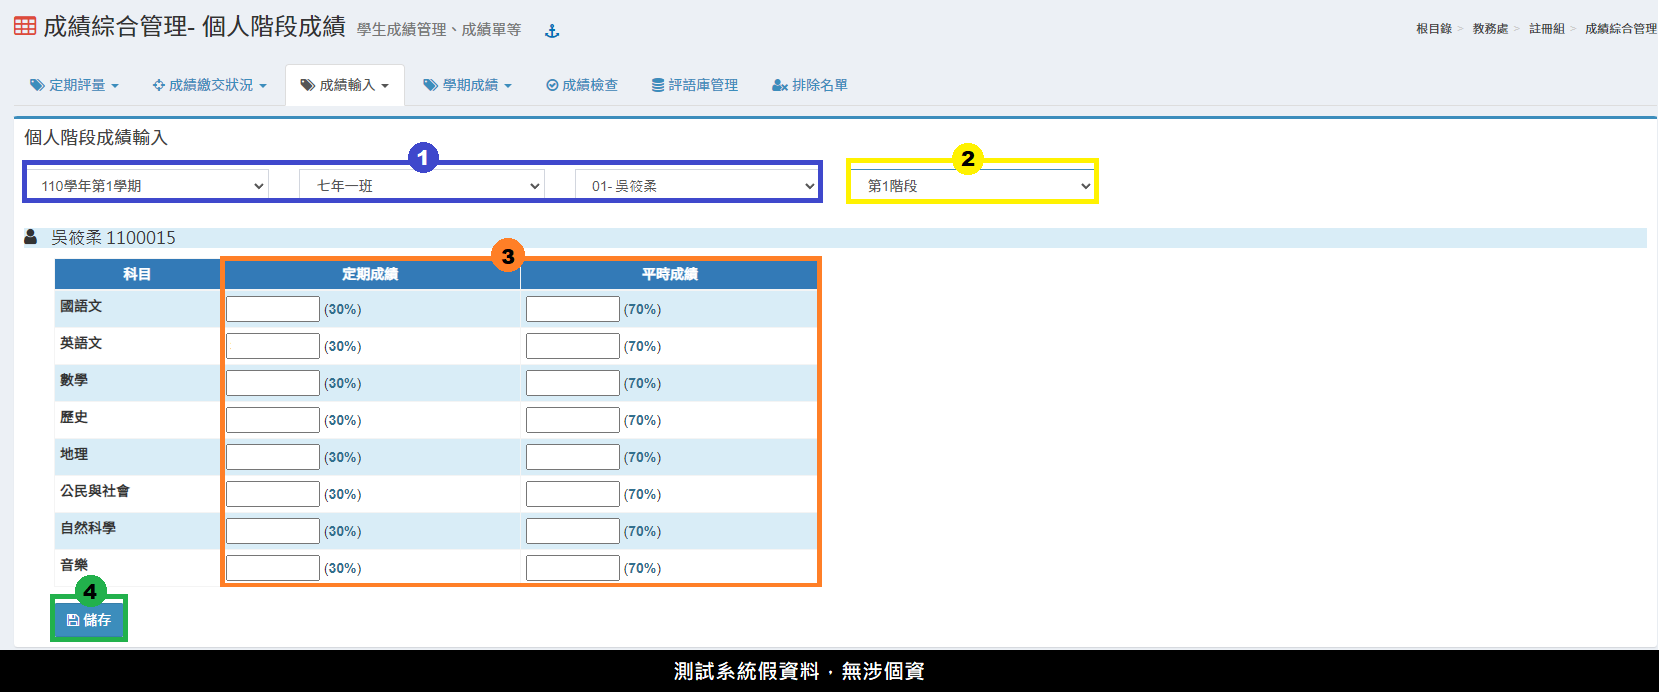 成績綜合管理- 個人階段成績 學生成績管理、成績單等
根目錄 > 教務處 > 註冊組 > 成績綜合管理
定期評量 成績繳交狀況 成績輸入 學期成績 成績檢查 評語庫管理 排除名單
個人階段成績輸入
1 2
110學年第1學期 七年一班 01- 吳筱柔 第1階段
吳筱柔 1100015
3
科目 定期成績 平時成績
國語文 (30%) (70%)
英語文 (30%) (70%)
數學 (30%) (70%)
歷史 (30%) (70%)
地理 (30%) (70%)
公民與社會 (30%) (70%)
自然科學 (30%) (70%)
音樂 (30%) (70%)
4
儲存
測試系統假資料，無涉個資